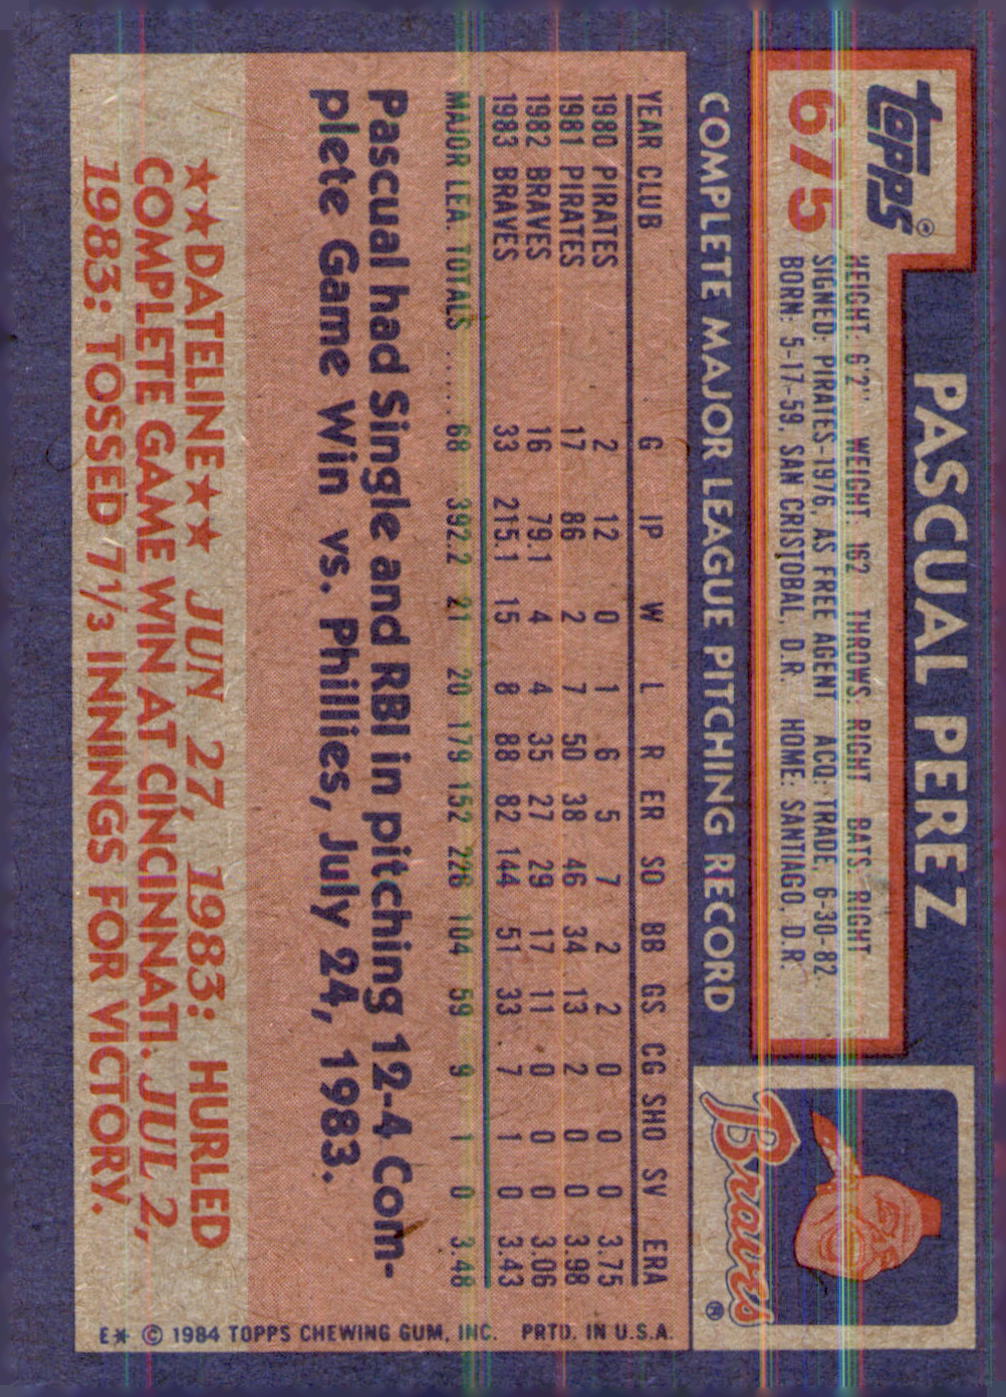 Topps®
675
PASCUAL PEREZ
HEIGHT: 6'2" WEIGHT: 162 THROWS: RIGHT BATS: RIGHT
SIGNED: PIRATES-1976, AS FREE AGENT ACQ: TRADE, 6-30-82
BORN: 5-17-59, SAN CRISTOBAL, D.R. HOME: SANTIAGO, D.R.
Braves®
COMPLETE MAJOR LEAGUE PITCHING RECORD
YEAR CLUB G IP W L R ER SO BB GS CG SHO SV ERA
1980 PIRATES 2 12 0 1 6 5 7 2 2 0 0 0 3.75
1981 PIRATES 17 86 2 7 50 38 46 34 13 2 0 0 3.98
1982 BRAVES 16 79.1 4 4 35 27 29 17 11 0 0 0 3.06
1983 BRAVES 33 215.1 15 8 88 82 144 51 33 7 1 0 3.43
MAJOR LEA. TOTALS ..... 68 392.2 21 20 179 152 226 104 59 9 1 0 3.48
Pascual had Single and RBI in pitching 12-4 Com-
plete Game Win vs. Phillies, July 24, 1983.
★★DATELINE★★ JUN 27, 1983: HURLED
COMPLETE GAME WIN AT CINCINNATI. JUL 2,
1983: TOSSED 7⅓ INNINGS FOR VICTORY.
E* © 1984 TOPPS CHEWING GUM, INC. PRTD. IN U.S.A.